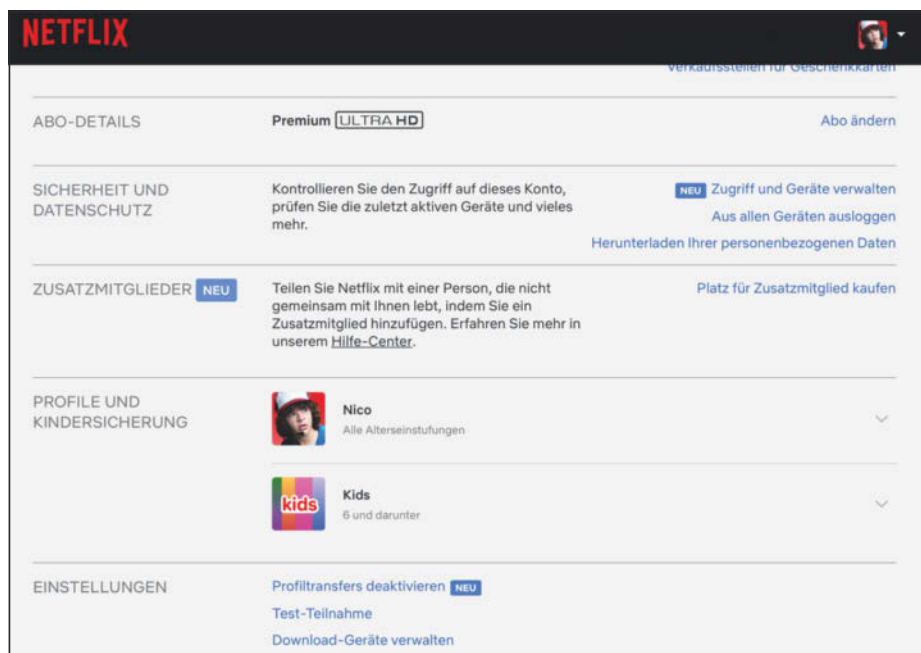 NETFLIX
Verkaufsstellen für Geschenkkarten
ABO-DETAILS
Premium ULTRA HD
Abo ändern
SICHERHEIT UND
DATENSCHUTZ
Kontrollieren Sie den Zugriff auf dieses Konto,
prüfen Sie die zuletzt aktiven Geräte und vieles
mehr.
NEU Zugriff und Geräte verwalten
Aus allen Geräten ausloggen
Herunterladen Ihrer personenbezogenen Daten
ZUSATZMITGLIEDER NEU
Teilen Sie Netflix mit einer Person, die nicht
gemeinsam mit Ihnen lebt, indem Sie ein
Zusatzmitglied hinzufügen. Erfahren Sie mehr in
unserem Hilfe-Center.
Platz für Zusatzmitglied kaufen
PROFILE UND
KINDERSICHERUNG
Nico
Alle Alterseinstufungen
kids
Kids
6 und darunter
EINSTELLUNGEN
Profiltransfers deaktivieren NEU
Test-Teilnahme
Download-Geräte verwalten